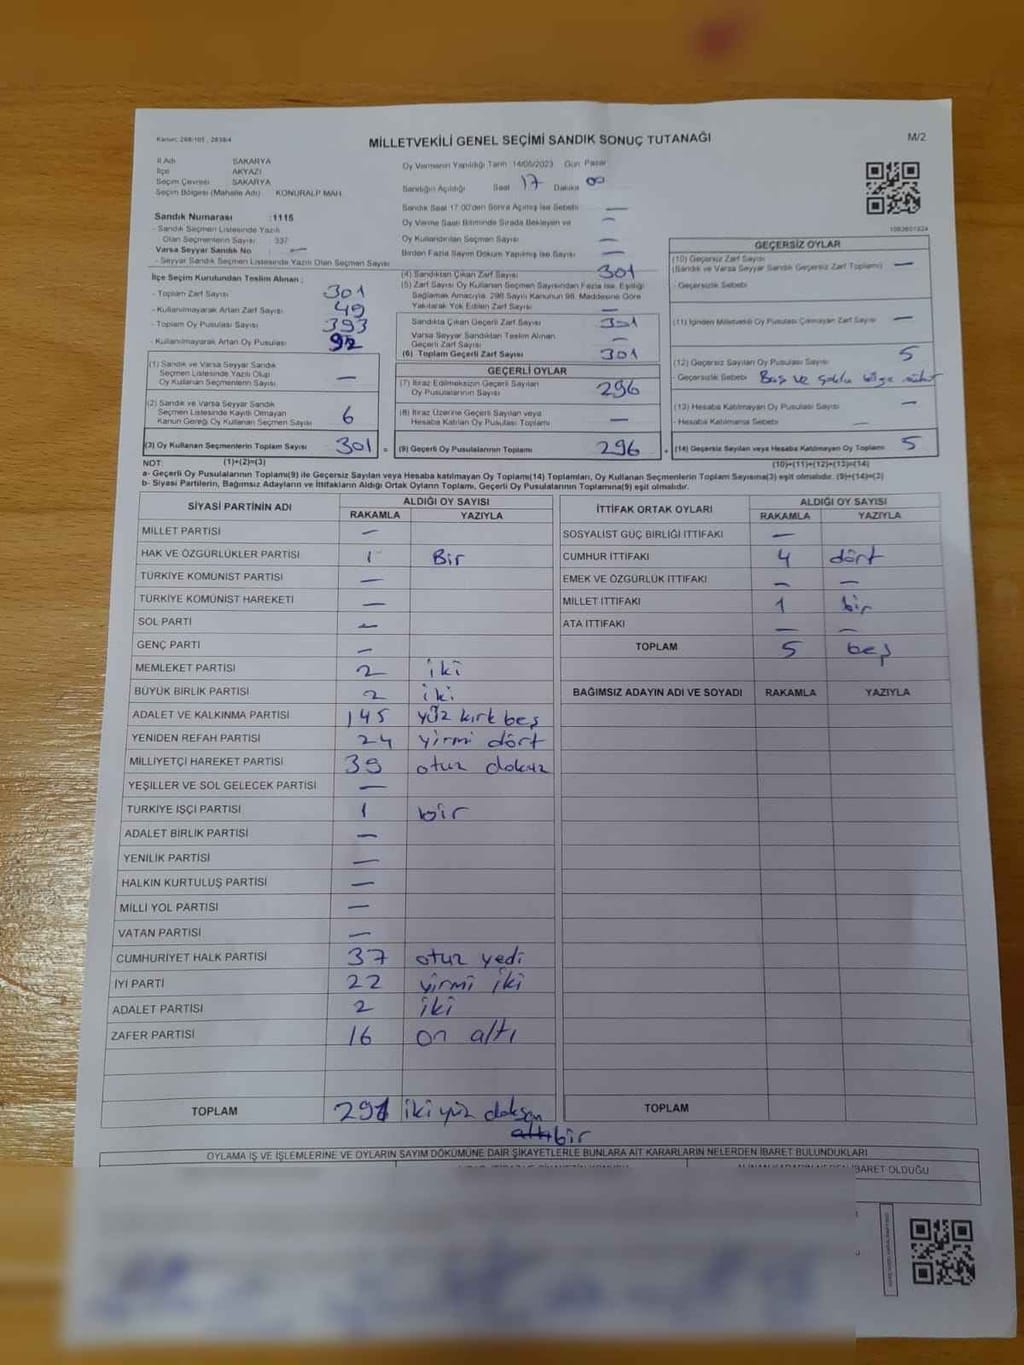 Kanun: 298/105 , 2839/4
MİLLETVEKİLİ GENEL SEÇİMİ SANDIK SONUÇ TUTANAĞI
M/2
İl Adı SAKARYA
İlçe AKYAZI
Seçim Çevresi SAKARYA
Seçim Bölgesi (Mahalle Adı) KONURALP MAH.
Oy Vermenin Yapıldığı Tarih 14/05/2023 Gün Pazar
Sandığın Açıldığı Saat 17 Dakika 00
Sandık Saat 17:00'den Sonra Açılmış İse Sebebi —
Oy Verme Saati Bitiminde Sırada Bekleyen ve
Oy Kullandırılan Seçmen Sayısı —
Birden Fazla Sayım Döküm Yapılmış İse Sayısı —
Sandık Numarası :1115
- Sandık Seçmen Listesinde Yazılı
Olan Seçmenlerin Sayısı 337
Varsa Seyyar Sandık No —
- Seyyar Sandık Seçmen Listesinde Yazılı Olan Seçmen Sayısı
İlçe Seçim Kurulundan Teslim Alınan ;
- Toplam Zarf Sayısı 301
- Kullanılmayarak Artan Zarf Sayısı 49
- Toplam Oy Pusulası Sayısı 393
- Kullanılmayarak Artan Oy Pusulası 92
(1) Sandık ve Varsa Seyyar Sandık
Seçmen Listesinde Yazılı Olup
Oy Kullanan Seçmenlerin Sayısı —
(2) Sandık ve Varsa Seyyar Sandık
Seçmen Listesinde Kayıtlı Olmayan
Kanun Gereği Oy Kullanan Seçmen Sayısı 6
(3) Oy Kullanan Seçmenlerin Toplam Sayısı 301 =
(4) Sandıktan Çıkan Zarf Sayısı 301
(5) Zarf Sayısı Oy Kullanan Seçmen Sayısından Fazla İse, Eşitliği
Sağlamak Amacıyla, 298 Sayılı Kanunun 98. Maddesine Göre
Yakılarak Yok Edilen Zarf Sayısı —
Sandıkta Çıkan Geçerli Zarf Sayısı 301
Varsa Seyyar Sandıktan Teslim Alınan
Geçerli Zarf Sayısı —
(6) Toplam Geçerli Zarf Sayısı 301
GEÇERLİ OYLAR
(7) İtiraz Edilmeksizin Geçerli Sayılan
Oy Pusulalarının Sayısı 296
(8) İtiraz Üzerine Geçerli Sayılan veya
Hesaba Katılan Oy Pusulası Toplamı —
(9) Geçerli Oy Pusulalarının Toplamı 296 +
GEÇERSİZ OYLAR
(10) Geçersiz Zarf Sayısı
(Sandık ve Varsa Seyyar Sandık Geçersiz Zarf Toplamı) —
- Geçersizlik Sebebi
(11) İçinden Milletvekili Oy Pusulası Çıkmayan Zarf Sayısı —
(12) Geçersiz Sayılan Oy Pusulası Sayısı 5
- Geçersizlik Sebebi Boş ve
(13) Hesaba Katılmayan Oy Pusulası Sayısı —
- Hesaba Katılmama Sebebi —
(14) Geçersiz Sayılan veya Hesaba Katılmayan Oy Toplamı 5
NOT: (1)+(2)=(3) (10)+(11)+(12)+(13)=(14)
a- Geçerli Oy Pusulalarının Toplamı(9) ile Geçersiz Sayılan veya Hesaba katılmayan Oy Toplamı(14) Toplamları, Oy Kullanan Seçmenlerin Toplam Sayısına(3) eşit olmalıdır. (9)+(14)=(3)
b- Siyasi Partilerin, Bağımsız Adayların ve İttifakların Aldığı Ortak Oyların Toplamı, Geçerli Oy Pusulalarının Toplamına(9) eşit olmalıdır.
SİYASİ PARTİNİN ADI ALDIĞI OY SAYISI
RAKAMLA YAZIYLA
MİLLET PARTİSİ —
HAK VE ÖZGÜRLÜKLER PARTİSİ 1 Bir
TÜRKİYE KOMÜNİST PARTİSİ —
TÜRKİYE KOMÜNİST HAREKETİ —
SOL PARTİ —
GENÇ PARTİ —
MEMLEKET PARTİSİ 2 iki
BÜYÜK BİRLİK PARTİSİ 2 iki
ADALET VE KALKINMA PARTİSİ 145 yüz kırk beş
YENİDEN REFAH PARTİSİ 24 yirmi dört
MİLLİYETÇİ HAREKET PARTİSİ 39 otuz dokuz
YEŞİLLER VE SOL GELECEK PARTİSİ —
TÜRKİYE İŞÇİ PARTİSİ 1 bir
ADALET BİRLİK PARTİSİ —
YENİLİK PARTİSİ —
HALKIN KURTULUŞ PARTİSİ —
MİLLİ YOL PARTİSİ —
VATAN PARTİSİ —
CUMHURİYET HALK PARTİSİ 37 otuz yedi
İYİ PARTİ 22 yirmi iki
ADALET PARTİSİ 2 iki
ZAFER PARTİSİ 16 on altı
TOPLAM 291 iki yüz doksan
altı bir
İTTİFAK ORTAK OYLARI ALDIĞI OY SAYISI
RAKAMLA YAZIYLA
SOSYALİST GÜÇ BİRLİĞİ İTTİFAKI —
CUMHUR İTTİFAKI 4 dört
EMEK VE ÖZGÜRLÜK İTTİFAKI — —
MİLLET İTTİFAKI 1 bir
ATA İTTİFAKI — —
TOPLAM 5 beş
BAĞIMSIZ ADAYIN ADI VE SOYADI RAKAMLA YAZIYLA
TOPLAM
OYLAMA İŞ VE İŞLEMLERİNE VE OYLARIN SAYIM DÖKÜMÜNE DAİR ŞİKAYETLERLE BUNLARA AİT KARARLARIN NELERDEN İBARET BULUNDUKLARI
İBARET OLDUĞU